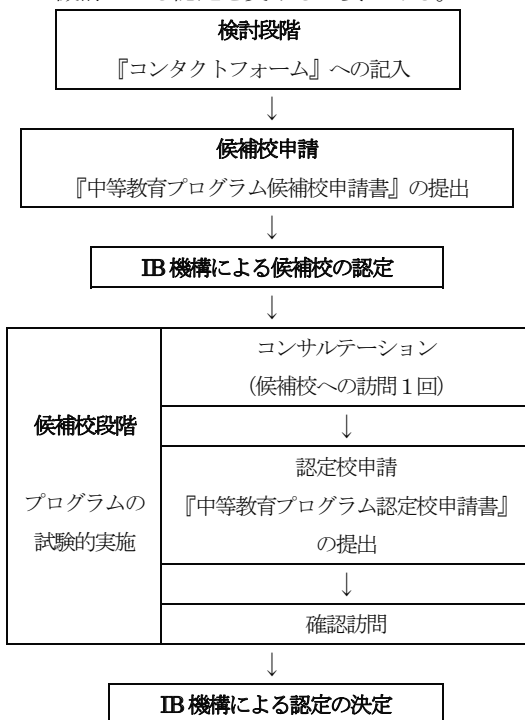 検討段階
『コンタクトフォーム』への記入
↓
候補校申請
『中等教育プログラム候補校申請書』の提出
↓
IB機構による候補校の認定
↓
コンサルテーション
(候補校への訪問1回)
↓
候補校段階
プログラムの
試験的実施
認定校申請
『中等教育プログラム認定校申請書』
の提出
↓
確認訪問
↓
IB機構による認定の決定